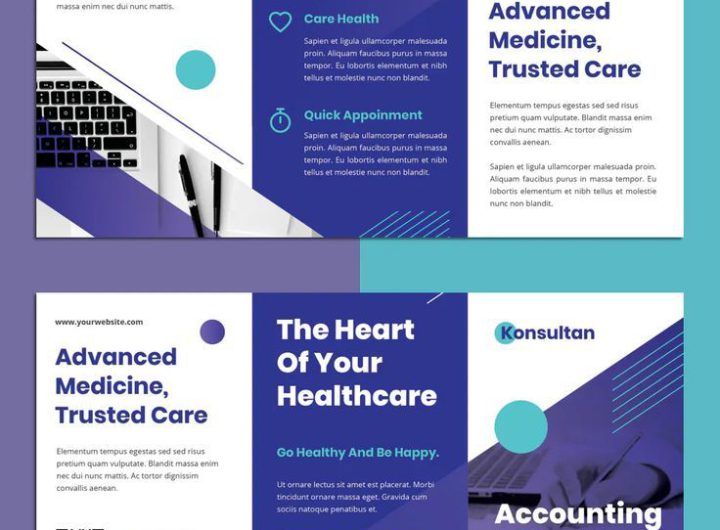 massa enim nec dui nunc mattis.
Care Health
Sapien et ligula ullamcorper malesuada
proin. Aliquam faucibus purus in massa
tempor. Eu lobortis elementum et nibh
tellus et molestie nunc non blandit.
Quick Appoinment
Sapien et ligula ullamcorper malesuada
proin. Aliquam faucibus purus in massa
tempor. Eu lobortis elementum et nibh
tellus et molestie nunc non blandit.
Advanced
Medicine,
Trusted Care
Elementum tempus egestas sed sed risus
pretium quam vulputate. Blandit massa enim
nec dui nunc mattis. Ac tortor dignissim
convallis aenean.
Sapien et ligula ullamcorper malesuada proin.
Aliquam faucibus purus in massa tempor. Eu
lobortis elementum et nibh tellus et molestie
nunc non blandit.
www.yourwebsite.com
Advanced
Medicine,
Trusted Care
Elementum tempus egestas sed sed risus
pretium quam vulputate. Blandit massa enim
nec dui nunc mattis. Ac tortor dignissim
convallis aenean.
The Heart
Of Your
Healthcare
Go Healthy And Be Happy.
Ut ornare lectus sit amet est placerat. Morbi
tincidunt ornare massa eget. Gravida cum
sociis natoque penatibus et.
Konsultan
Accounting